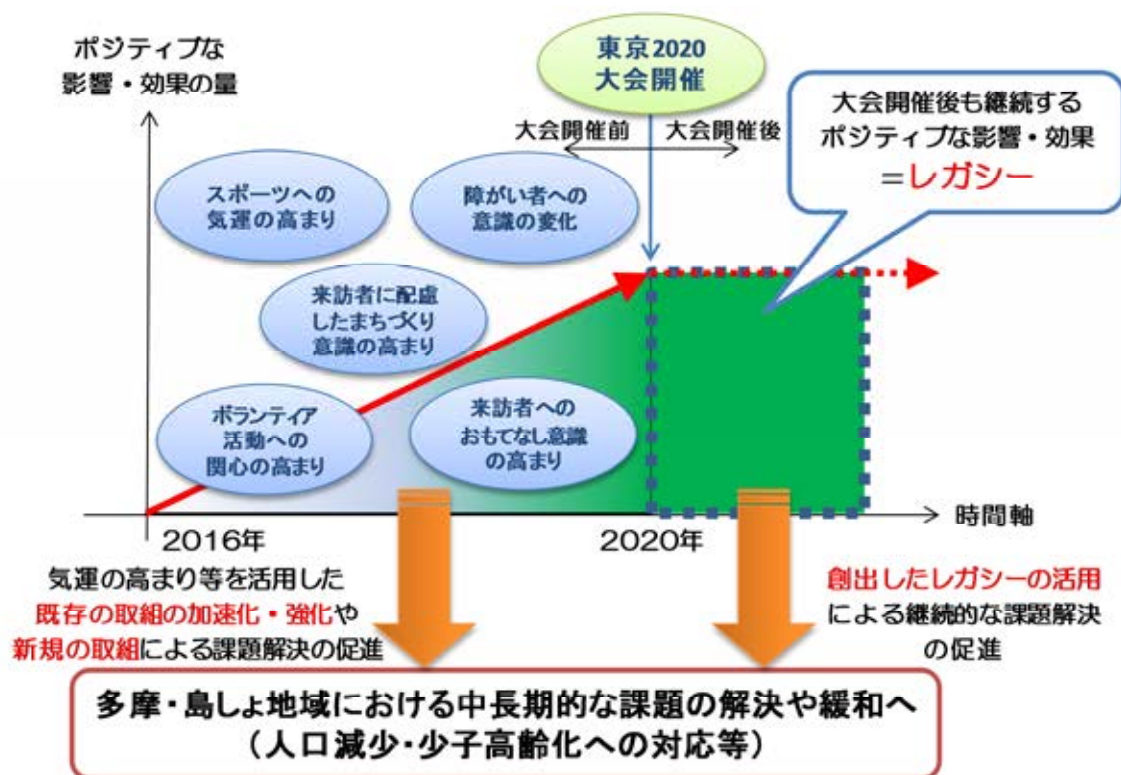 ポジティブな
影響・効果の量
東京2020
大会開催
大会開催前
大会開催後
大会開催後も継続する
ポジティブな影響・効果
＝レガシー
スポーツへの
気運の高まり
障がい者への
意識の変化
来訪者に配慮
したまちづくり
意識の高まり
ボランティア
活動への
関心の高まり
来訪者への
おもてなし意識
の高まり
2016年
2020年
時間軸
気運の高まり等を活用した
既存の取組の加速化・強化や
新規の取組による課題解決の促進
創出したレガシーの活用
による継続的な課題解決
の促進
多摩・島しょ地域における中長期的な課題の解決や緩和へ
（人口減少・少子高齢化への対応等）